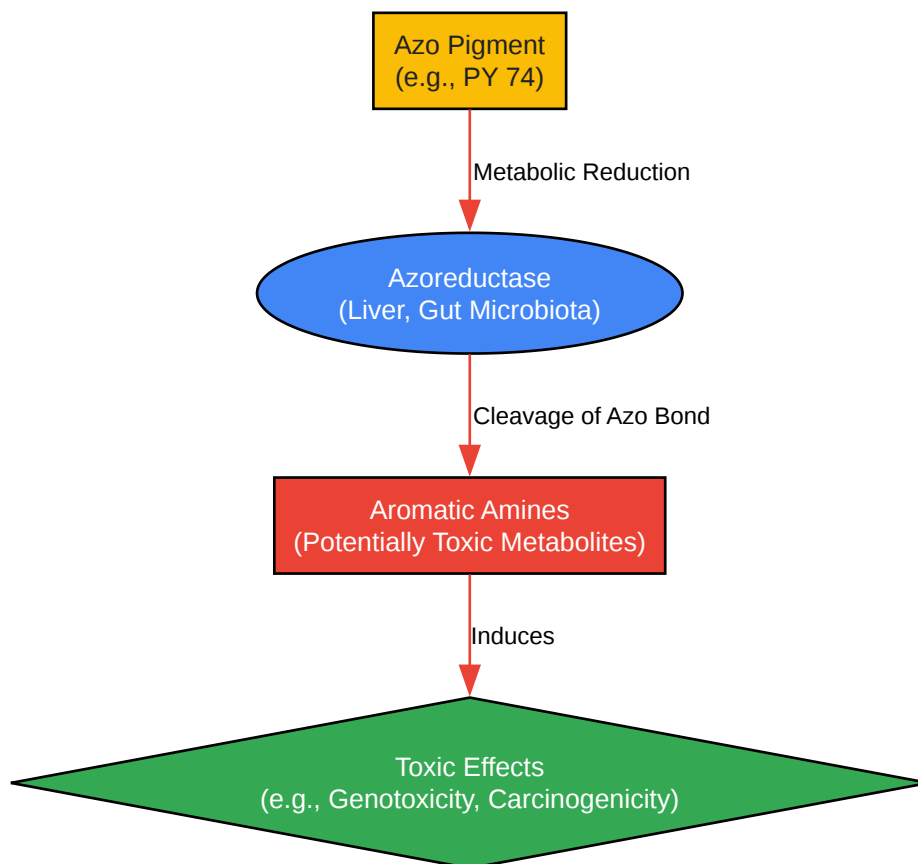 Azo Pigment
(e.g., PY 74)
Metabolic Reduction
Azoreductase
(Liver, Gut Microbiota)
Cleavage of Azo Bond
Aromatic Amines
(Potentially Toxic Metabolites)
Induces
Toxic Effects
(e.g., Genotoxicity, Carcinogenicity)